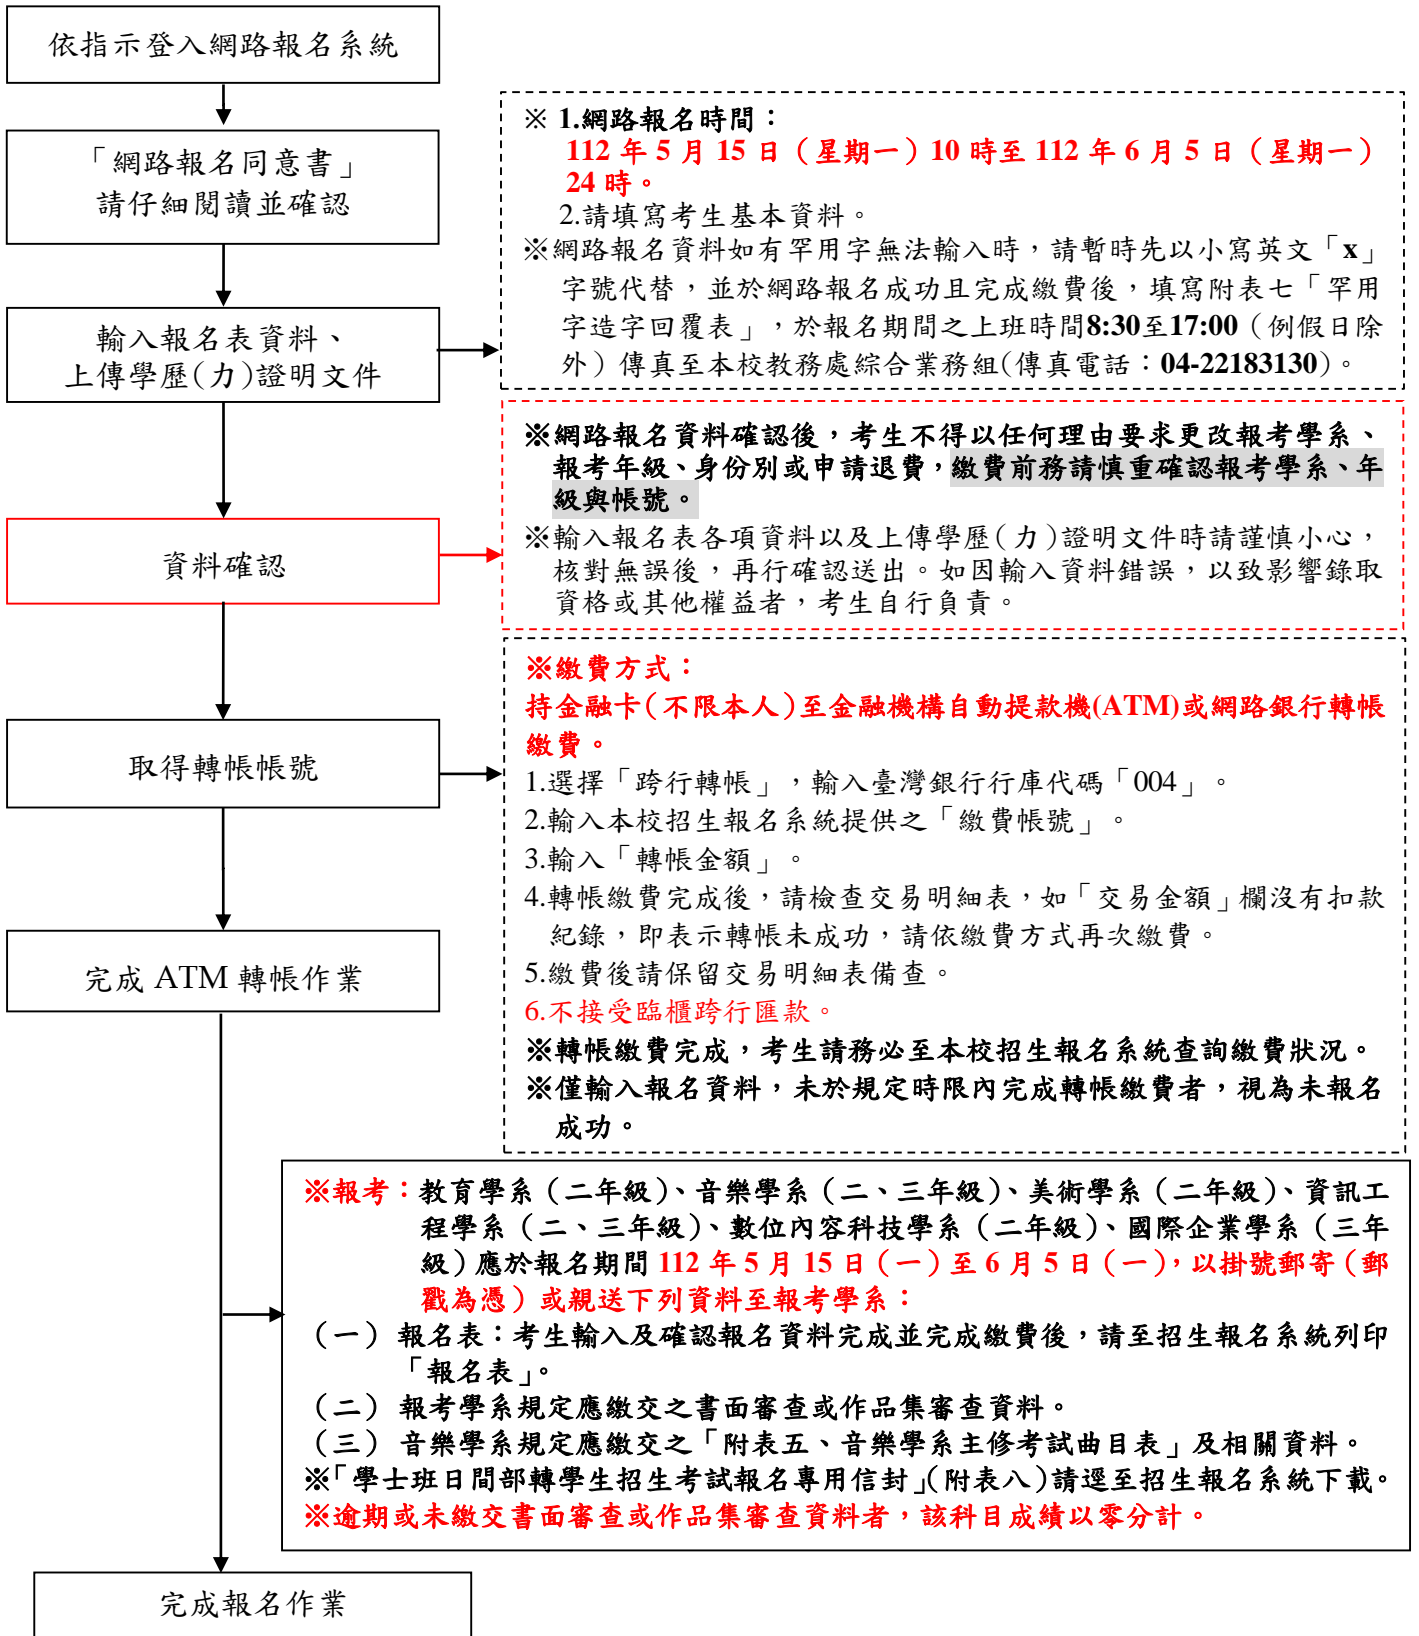 依指示登入網路報名系統
「網路報名同意書」
請仔細閱讀並確認
輸入報名表資料、
上傳學歷(力)證明文件
※ 1.網路報名時間：
112 年 5 月 15 日（星期一）10 時至 112 年 6 月 5 日（星期一）
24 時。
2.請填寫考生基本資料。
※網路報名資料如有罕用字無法輸入時，請暫時先以小寫英文「x」
字號代替，並於網路報名成功且完成繳費後，填寫附表七「罕用
字造字回覆表」，於報名期間之上班時間8:30至17:00（例假日除
外）傳真至本校教務處綜合業務組(傳真電話：04-22183130)。
資料確認
※網路報名資料確認後，考生不得以任何理由要求更改報考學系、
報考年級、身份別或申請退費，繳費前務請慎重確認報考學系、年
級與帳號。
※輸入報名表各項資料以及上傳學歷(力)證明文件時請謹慎小心，
核對無誤後，再行確認送出。如因輸入資料錯誤，以致影響錄取
資格或其他權益者，考生自行負責。
取得轉帳帳號
※繳費方式：
持金融卡(不限本人)至金融機構自動提款機(ATM)或網路銀行轉帳
繳費。
1.選擇「跨行轉帳」，輸入臺灣銀行行庫代碼「004」。
2.輸入本校招生報名系統提供之「繳費帳號」。
3.輸入「轉帳金額」。
4.轉帳繳費完成後，請檢查交易明細表，如「交易金額」欄沒有扣款
紀錄，即表示轉帳未成功，請依繳費方式再次繳費。
5.繳費後請保留交易明細表備查。
6.不接受臨櫃跨行匯款。
※轉帳繳費完成，考生請務必至本校招生報名系統查詢繳費狀況。
※僅輸入報名資料，未於規定時限內完成轉帳繳費者，視為未報名
成功。
完成 ATM 轉帳作業
※報考：教育學系（二年級）、音樂學系（二、三年級）、美術學系（二年級）、資訊工
程學系（二、三年級）、數位內容科技學系（二年級）、國際企業學系（三年
級）應於報名期間 112 年 5 月 15 日（一）至 6 月 5 日（一），以掛號郵寄（郵
戳為憑）或親送下列資料至報考學系：
（一） 報名表：考生輸入及確認報名資料完成並完成繳費後，請至招生報名系統列印
「報名表」。
（二） 報考學系規定應繳交之書面審查或作品集審查資料。
（三） 音樂學系規定應繳交之「附表五、音樂學系主修考試曲目表」及相關資料。
※「學士班日間部轉學生招生考試報名專用信封」(附表八)請逕至招生報名系統下載。
※逾期或未繳交書面審查或作品集審查資料者，該科目成績以零分計。
完成報名作業